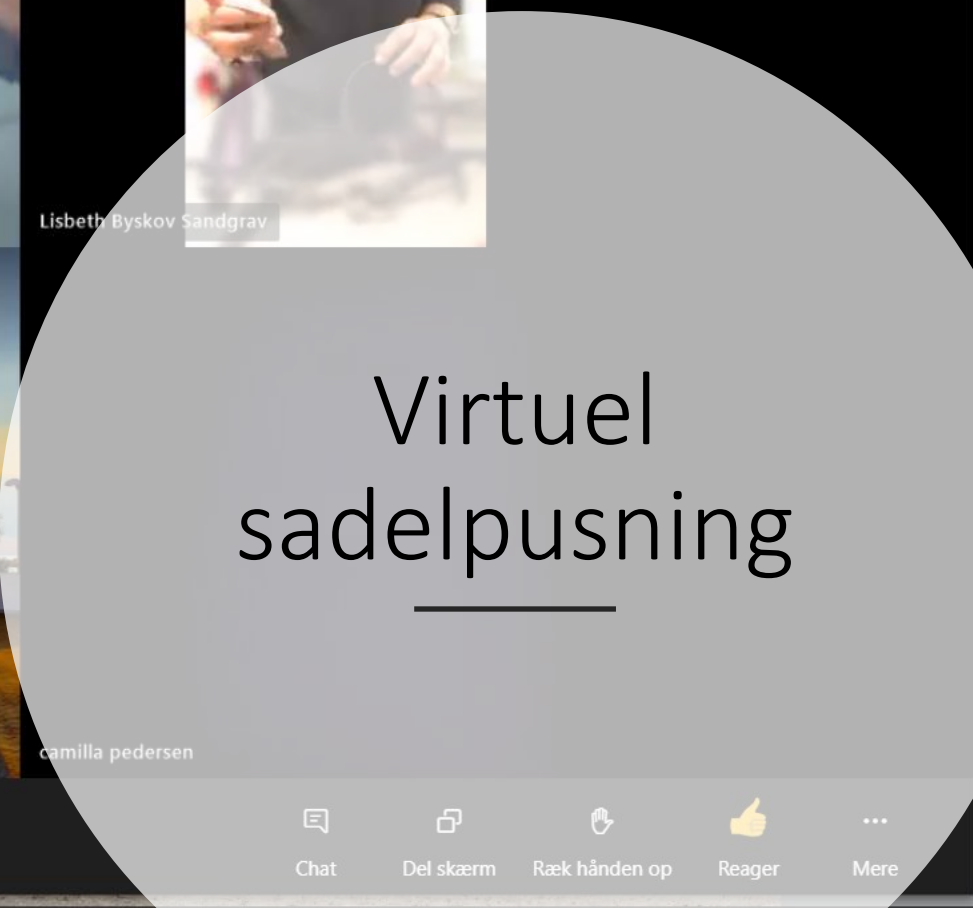 Lisbeth Byskov Sandgrav
Virtuel
sadelpusning
camilla pedersen
Chat
Del skærm
Ræk hånden op
Reager
Mere